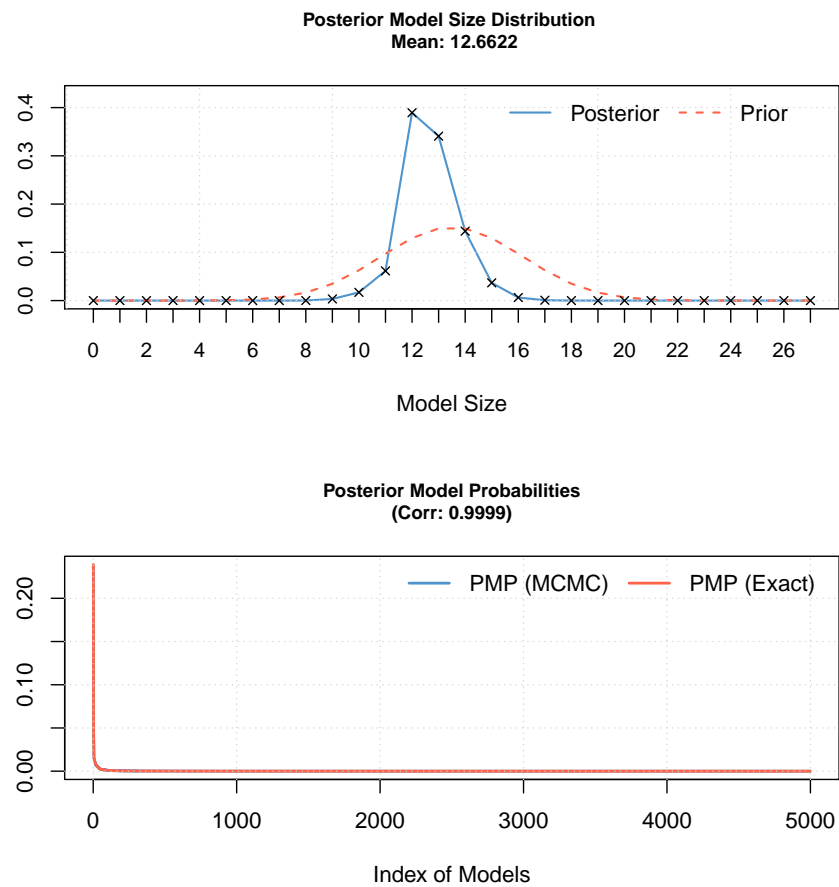 Posterior Model Size Distribution
Mean: 12.6622
0.4
0.3
0.2
0.1
0.0
Posterior Prior
0 2 4 6 8 10 12 14 16 18 20 22 24 26
Model Size
Posterior Model Probabilities
(Corr: 0.9999)
0.20
0.10
0.00
PMP (MCMC) PMP (Exact)
0 1000 2000 3000 4000 5000
Index of Models